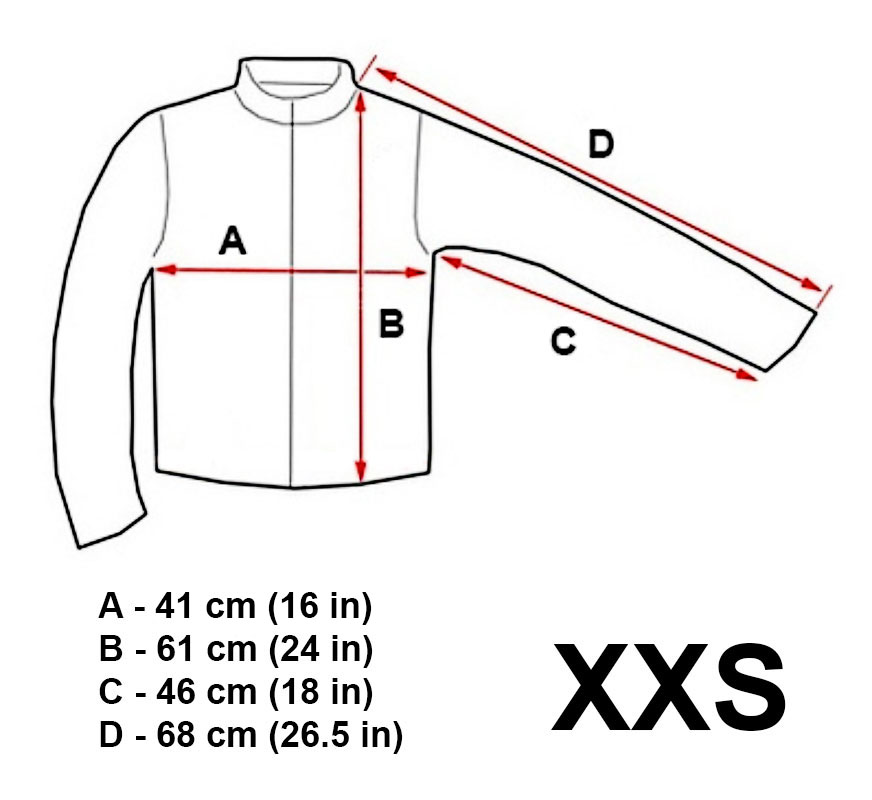 D
A
B
C
A - 41 cm (16 in)
B - 61 cm (24 in)
C - 46 cm (18 in)
D - 68 cm (26.5 in)
XXS